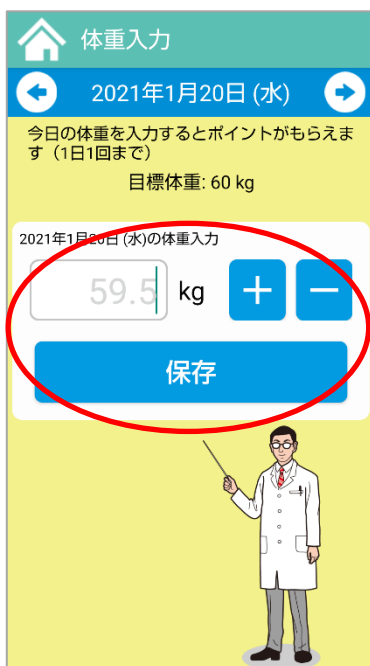 体重入力
2021年1月20日 (水)
今日の体重を入力するとポイントがもらえま
す（1日1回まで）
目標体重: 60 kg
2021年1月20日 (水)の体重入力
59.5 kg + −
保存